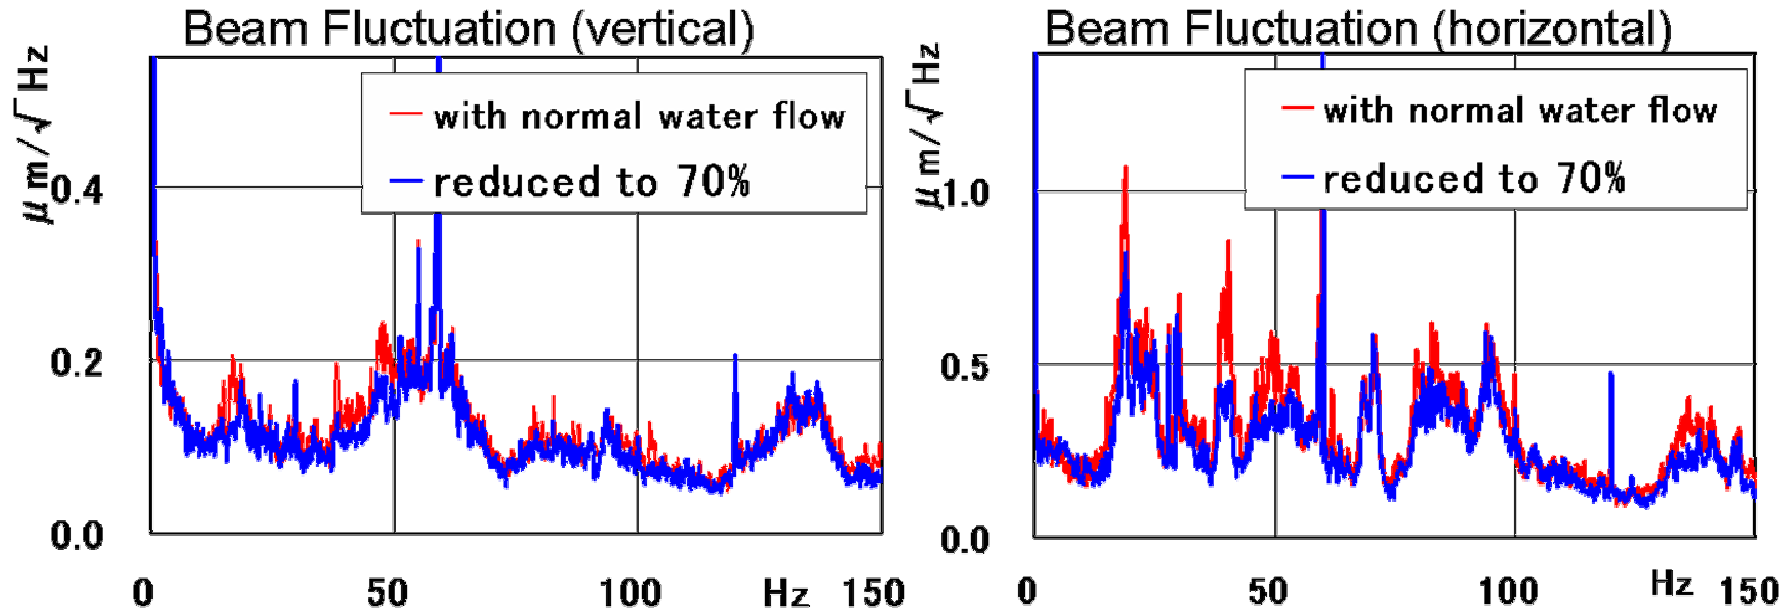 Beam Fluctuation (vertical)
μm/√Hz
with normal water flow
reduced to 70%
0.4
0.2
0.0
0
50
100
Hz
150
Beam Fluctuation (horizontal)
μm/√Hz
with normal water flow
reduced to 70%
1.0
0.5
0.0
0
50
100
Hz
150